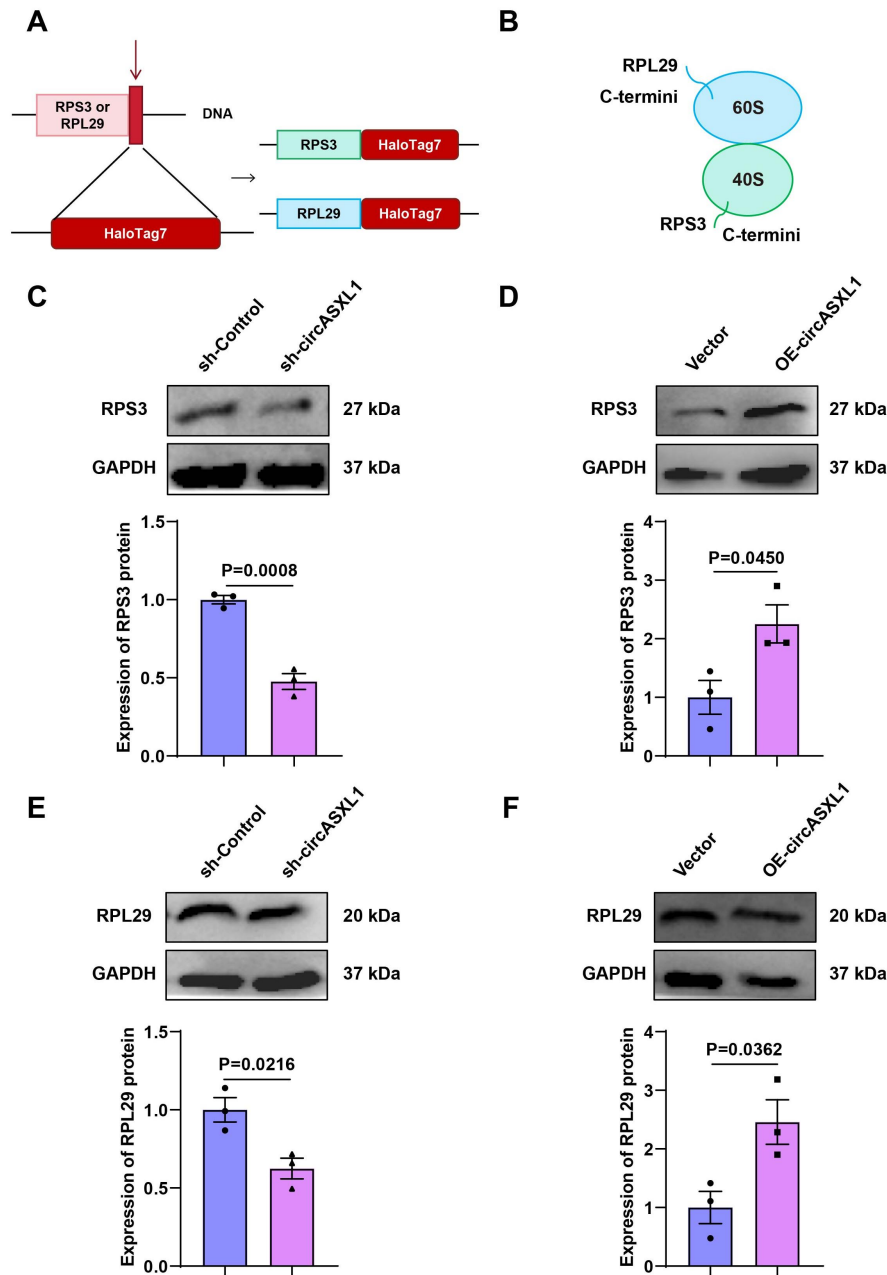 A
RPS3 or
RPL29
DNA
HaloTag7
RPS3
HaloTag7
RPL29
HaloTag7
B
RPL29
C-termini
60S
40S
RPS3
C-termini
C
sh-Control
sh-circASXL1
RPS3
27 kDa
GAPDH
37 kDa
Expression of RPS3 protein
1.5
1.0
0.5
0.0
P=0.0008
D
Vector
OE-circASXL1
RPS3
27 kDa
GAPDH
37 kDa
Expression of RPS3 protein
4
3
2
1
0
P=0.0450
E
sh-Control
sh-circASXL1
RPL29
20 kDa
GAPDH
37 kDa
Expression of RPL29 protein
1.5
1.0
0.5
0.0
P=0.0216
F
Vector
OE-circASXL1
RPL29
20 kDa
GAPDH
37 kDa
Expression of RPL29 protein
4
3
2
1
0
P=0.0362